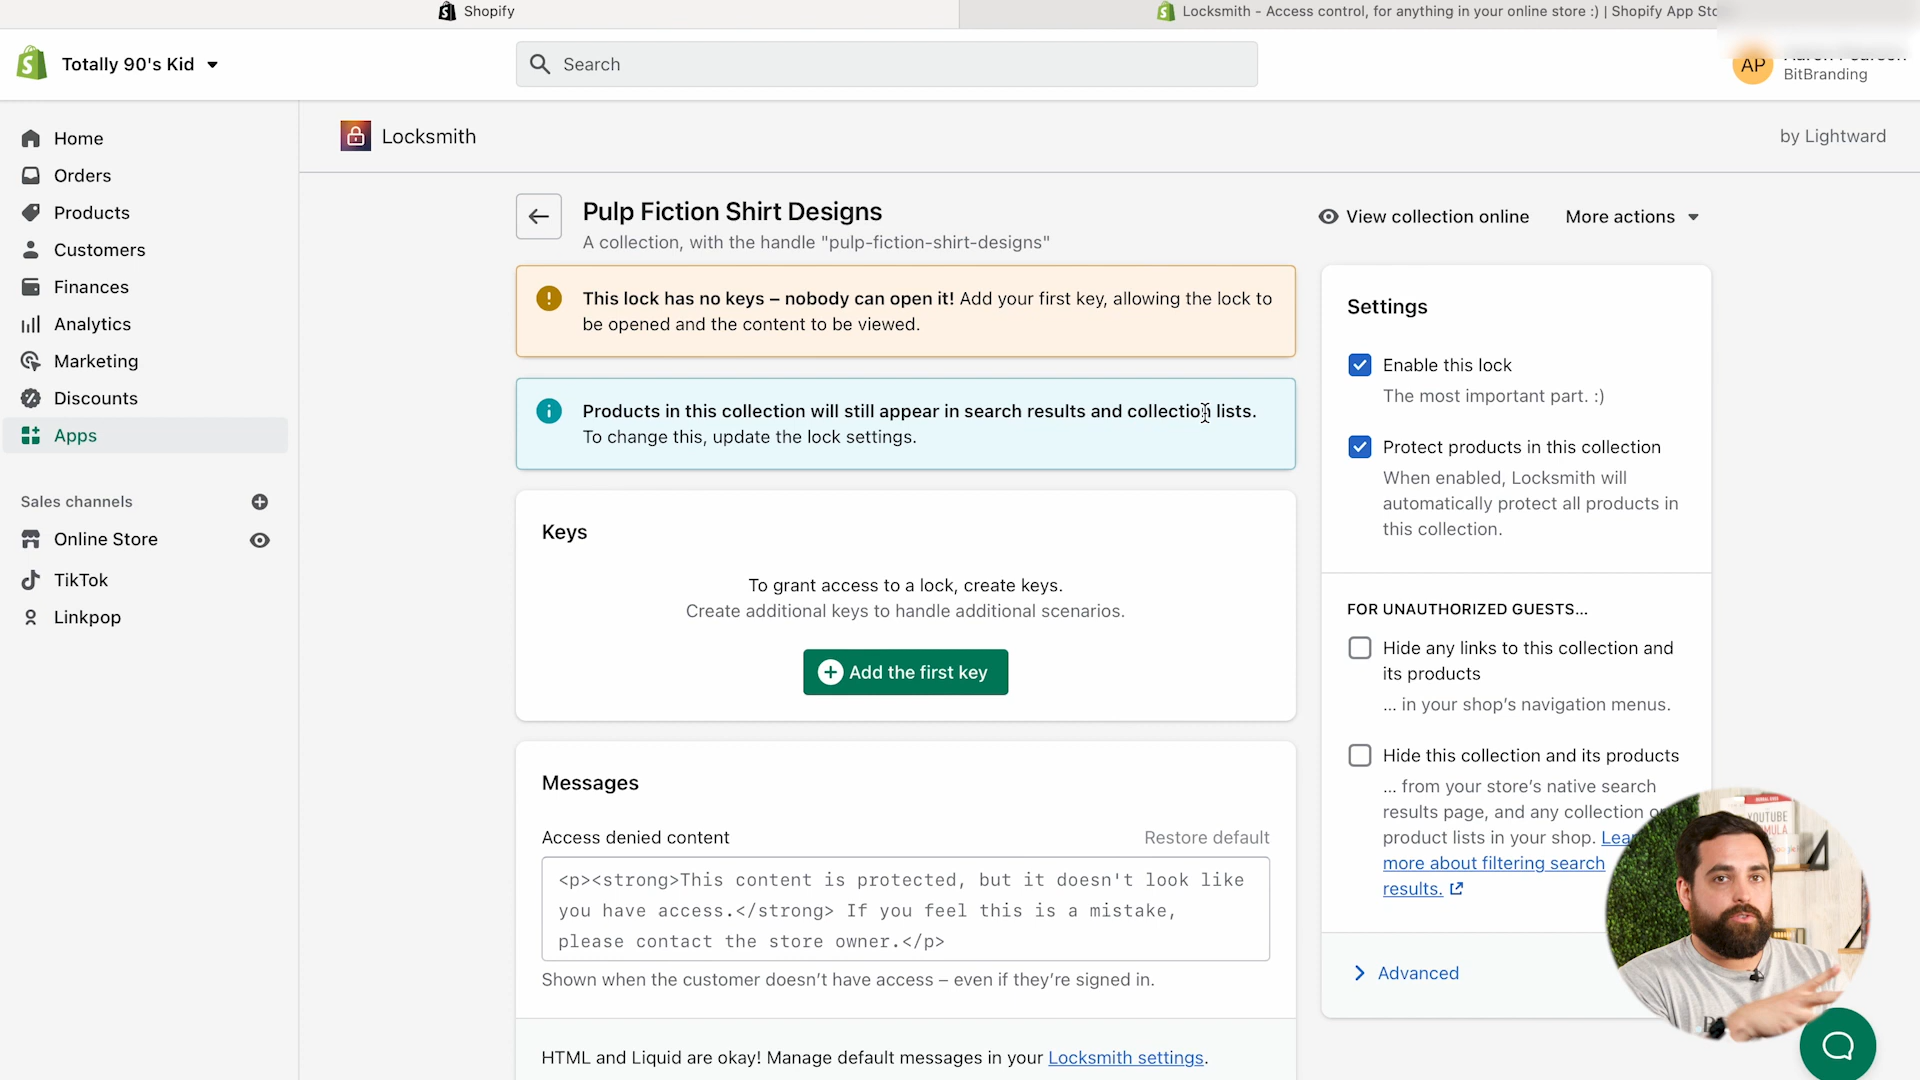 Shopify
Locksmith - Access control, for anything in your online store :) | Shopify App Sto
Totally 90's Kid
Search
AP
BitBranding
Home
Orders
Products
Customers
Finances
Analytics
Marketing
Discounts
Apps
Sales channels
Online Store
TikTok
Linkpop
Locksmith
by Lightward
Pulp Fiction Shirt Designs
A collection, with the handle "pulp-fiction-shirt-designs"
View collection online
More actions
This lock has no keys – nobody can open it! Add your first key, allowing the lock to
be opened and the content to be viewed.
Products in this collection will still appear in search results and collection lists.
To change this, update the lock settings.
Keys
To grant access to a lock, create keys.
Create additional keys to handle additional scenarios.
Add the first key
Messages
Access denied content
Restore default
<p><strong>This content is protected, but it doesn't look like
you have access.</strong> If you feel this is a mistake,
please contact the store owner.</p>
Shown when the customer doesn't have access – even if they're signed in.
HTML and Liquid are okay! Manage default messages in your Locksmith settings.
Settings
Enable this lock
The most important part. :)
Protect products in this collection
When enabled, Locksmith will
automatically protect all products in
this collection.
FOR UNAUTHORIZED GUESTS...
Hide any links to this collection and
its products
... in your shop's navigation menus.
Hide this collection and its products
... from your store's native search
results page, and any collection
product lists in your shop.
more about filtering search
results.
Advanced
YOUTUBE